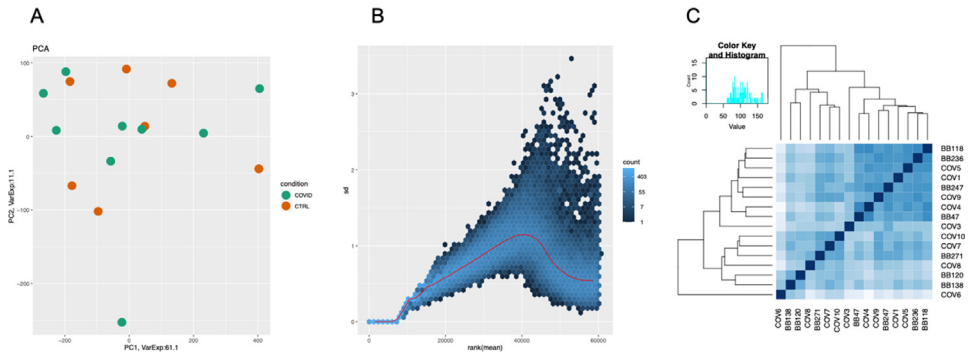 A
B
C
PCA
100
0
-100
-200
PC2, VarExp:11.1
-200
0
200
400
PC1, VarExp:61.1
condition
COVID
CTRL
sd
3
2
1
0
0
20000
40000
60000
rank(mean)
count
403
55
7
1
Color Key
and Histogram
Count
15
10
5
0
0
50
100
150
Value
BB118
BB236
COV5
COV1
BB247
COV9
COV4
BB47
COV3
COV10
COV7
BB271
COV8
BB120
BB138
COV6
COV6
BB138
BB120
COV8
BB271
COV7
COV10
COV3
BB47
COV4
COV9
BB247
COV1
COV5
BB236
BB118